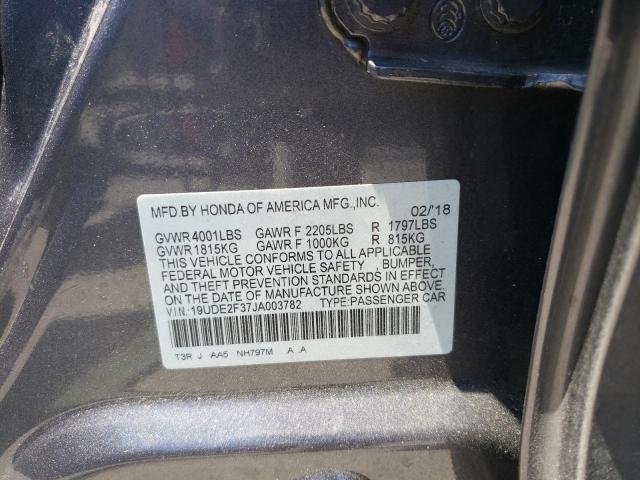 MFD.BY HONDA OF AMERICA MFG.,INC. 02/'18
GVWR 4001LBS GAWR F 2205LBS R 1797LBS
GVWR 1815KG GAWR F 1000KG R 815KG
THIS VEHICLE CONFORMS TO ALL APPLICABLE
FEDERAL MOTOR VEHICLE SAFETY BUMPER,
AND THEFT PREVENTION STANDARDS IN EFFECT
ON THE DATE OF MANUFACTURE SHOWN ABOVE.
V I N.: 19UDE2F37JA003782 TYPE:PASSENGER CAR
T3R J AA5 NH797M A A